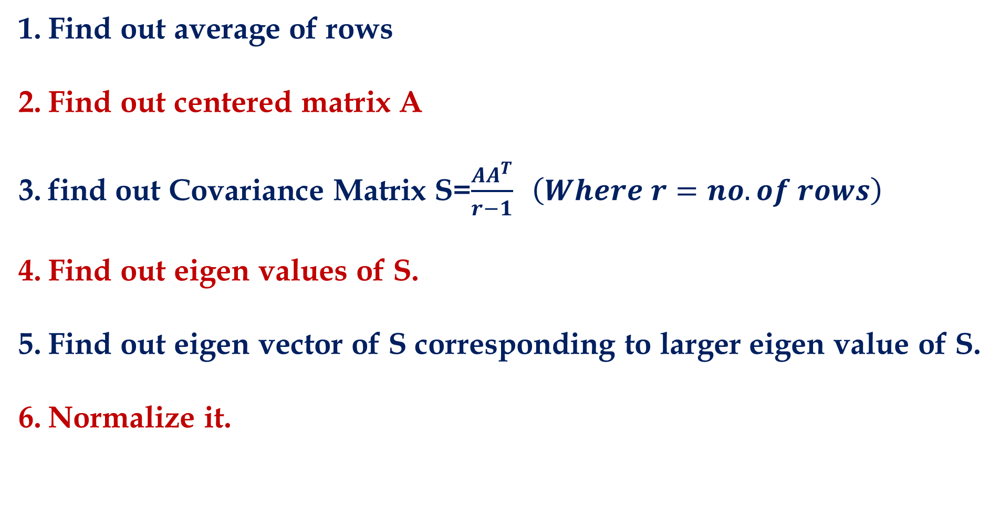 1. Find out average of rows
2. Find out centered matrix A
3. find out Covariance Matrix S=\frac{AA^T}{r-1} (Where r = no. of rows)
4. Find out eigen values of S.
5. Find out eigen vector of S corresponding to larger eigen value of S.
6. Normalize it.